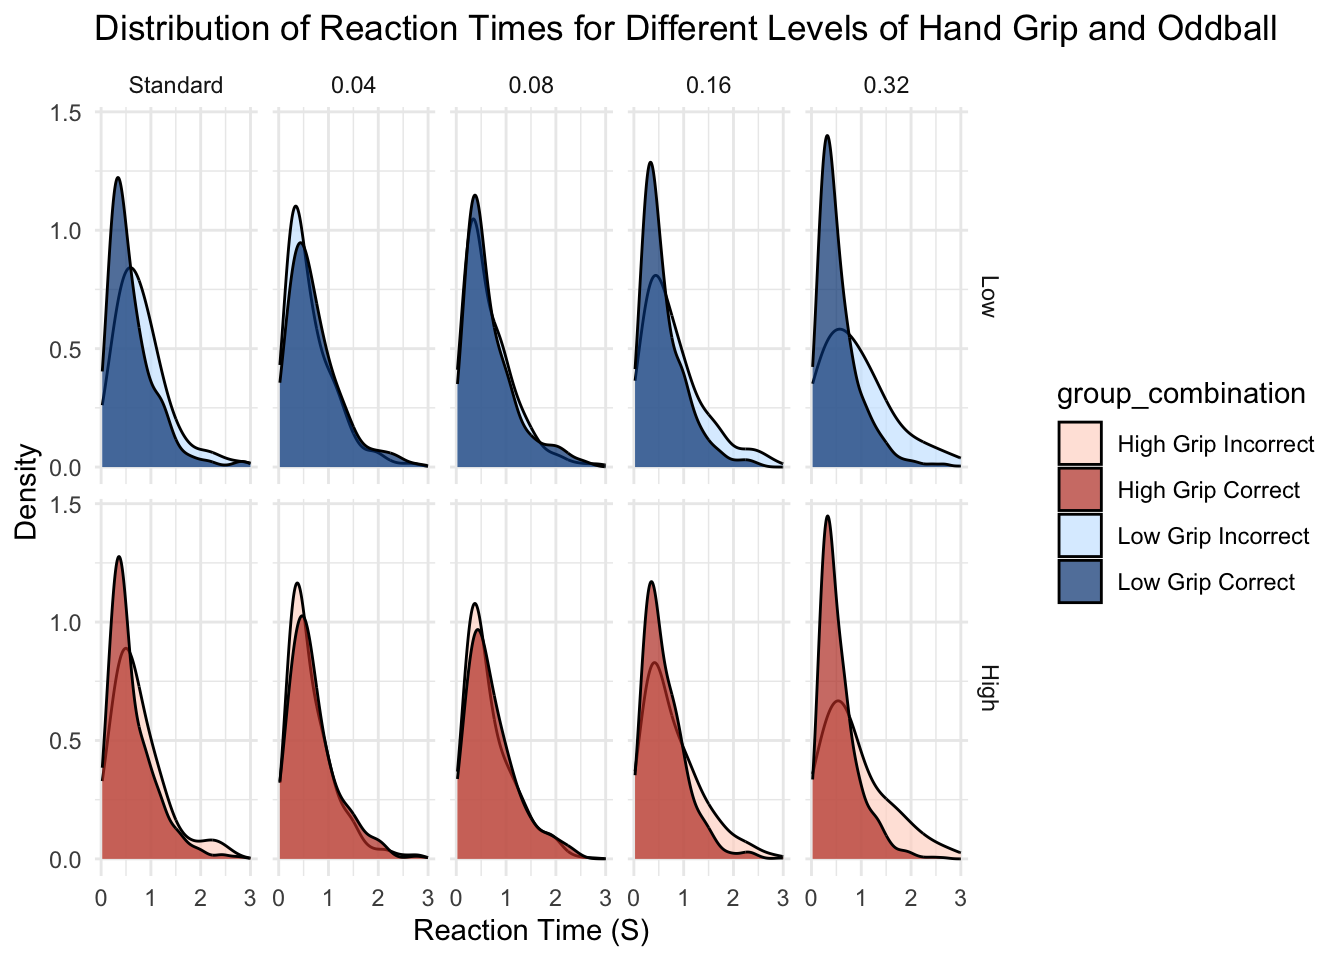 Distribution of Reaction Times for Different Levels of Hand Grip and Oddball
Standard 0.04 0.08 0.16 0.32
1.5
1.0
0.5
0.0
Low
1.5
1.0
0.5
0.0
High
Density
0 1 2 3 0 1 2 3 0 1 2 3 0 1 2 3 0 1 2 3
Reaction Time (S)
group_combination
High Grip Incorrect
High Grip Correct
Low Grip Incorrect
Low Grip Correct